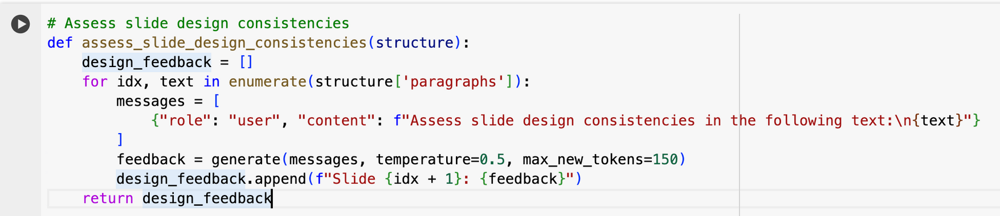 # Assess slide design consistencies
def assess_slide_design_consistencies(structure):
    design_feedback = []
    for idx, text in enumerate(structure['paragraphs']):
        messages = [
            {"role": "user", "content": f"Assess slide design consistencies in the following text:\n{text}"}
        ]
        feedback = generate(messages, temperature=0.5, max_new_tokens=150)
        design_feedback.append(f"Slide {idx + 1}: {feedback}")
    return design_feedback